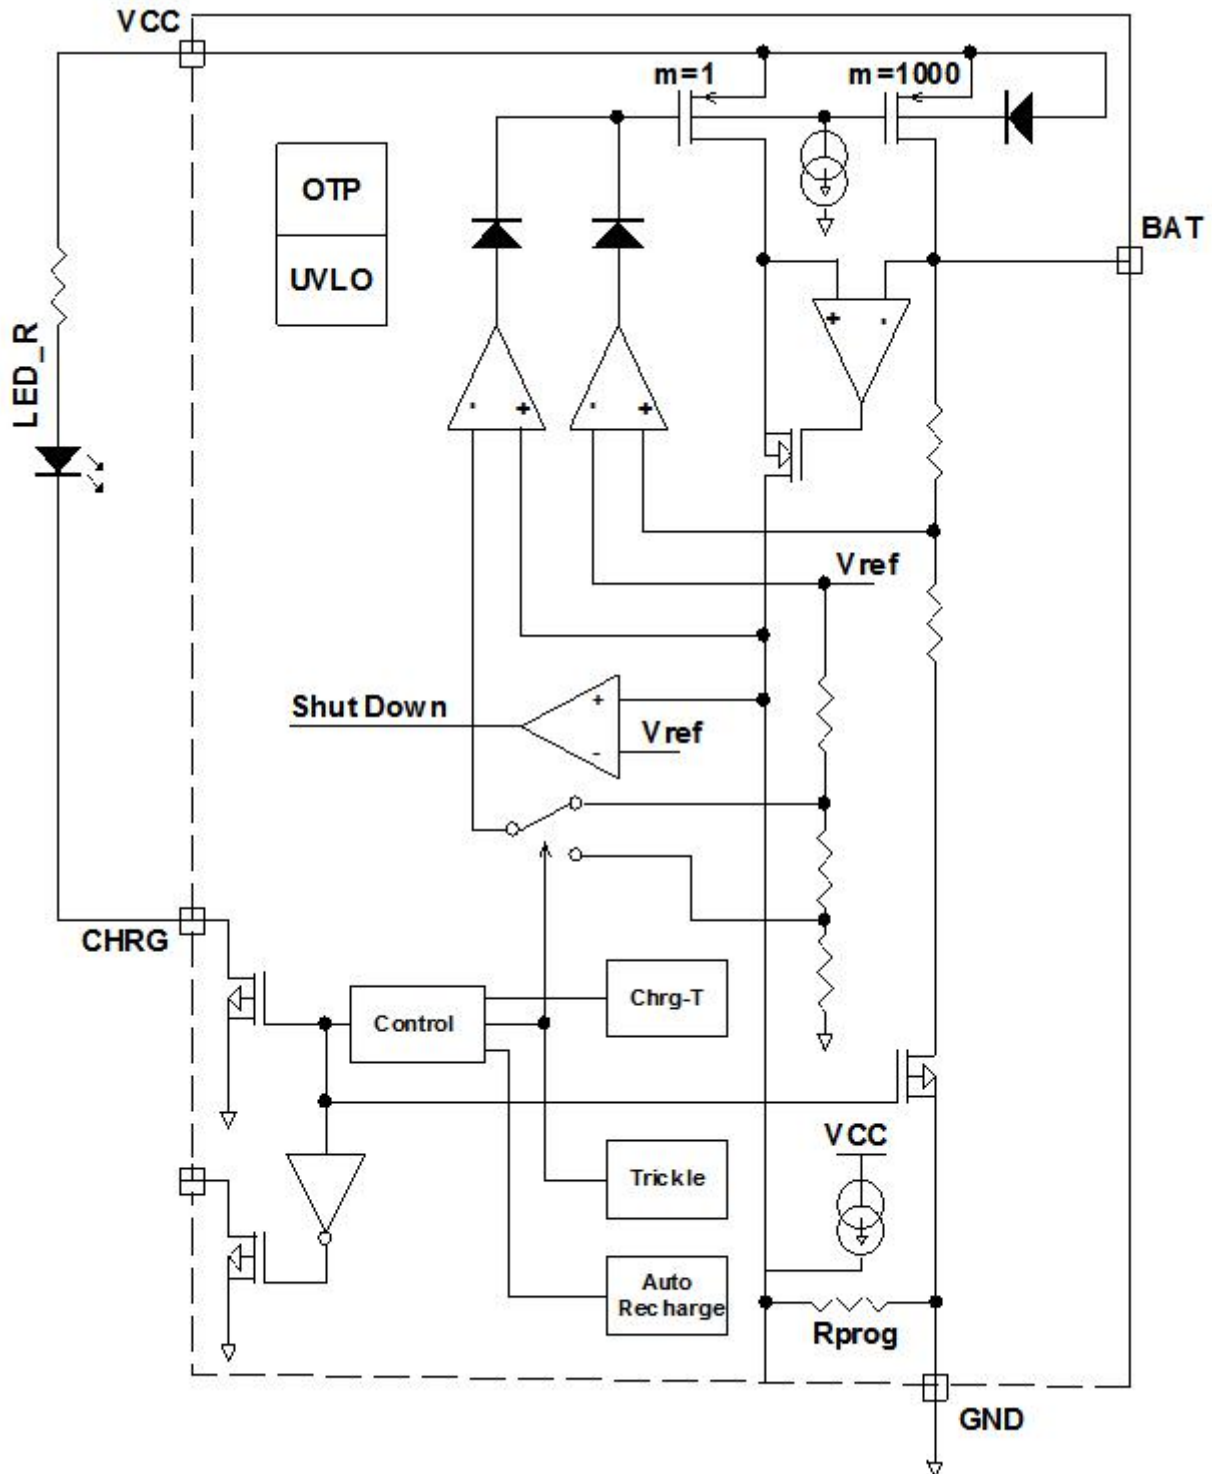 VCC
m=1
m=1000
OTP
BAT
UVLO
LED_R
+
-
-
+
-
+
Vref
Shut Down
+
Vref
-
CHRG
Chrg-T
Control
VCC
Trickle
Auto
Recharge
Rprog
GND